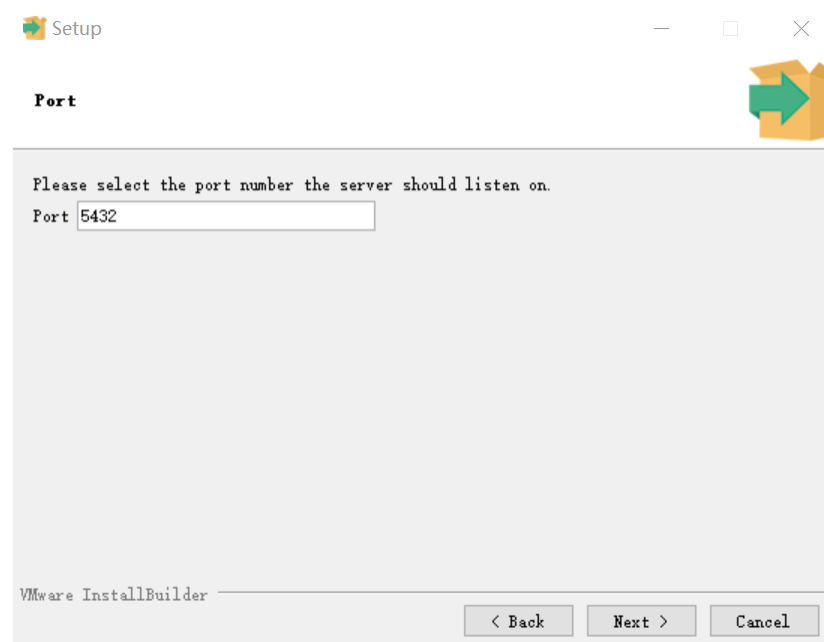 Setup
Port
Please select the port number the server should listen on.
Port 5432
VMware InstallBuilder
< Back Next > Cancel